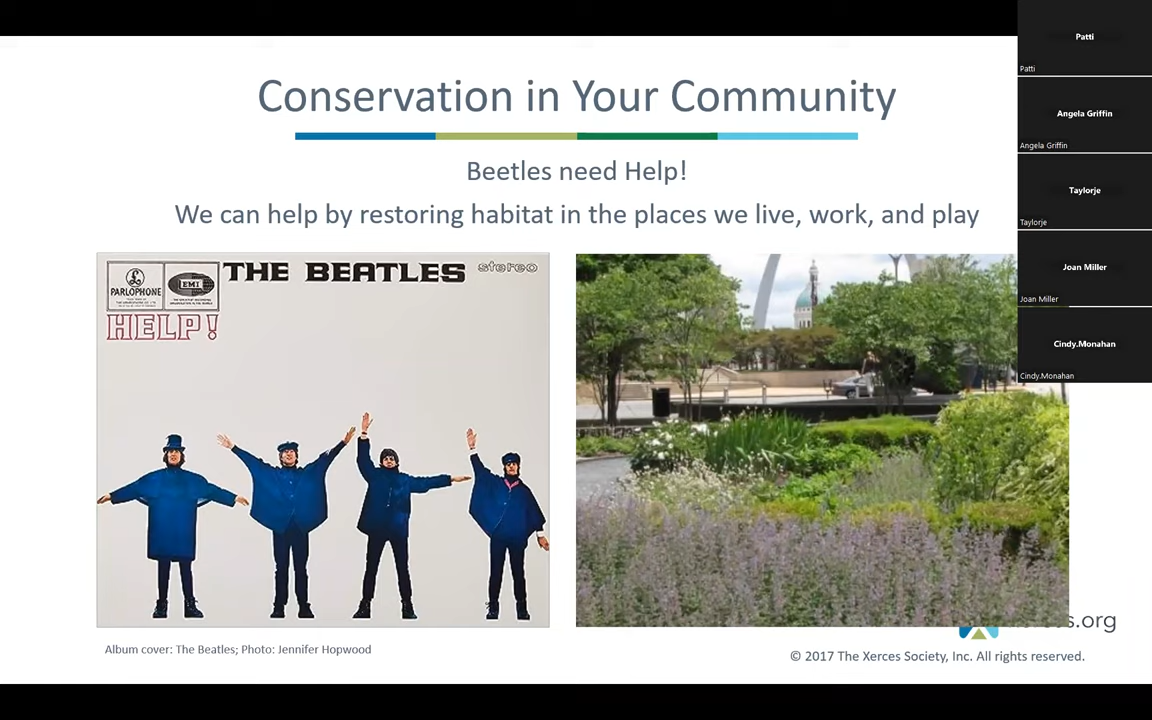 Conservation in Your Community
Beetles need Help!
We can help by restoring habitat in the places we live, work, and play
PARLOPHONE
EMI
THE BEATLES
stereo
HELP!
s.org
Album cover: The Beatles; Photo: Jennifer Hopwood
© 2017 The Xerces Society, Inc. All rights reserved.
Patti
Patti
Angela Griffin
Angela Griffin
Taylorje
Taylorje
Joan Miller
Joan Miller
Cindy.Monahan
Cindy.Monahan